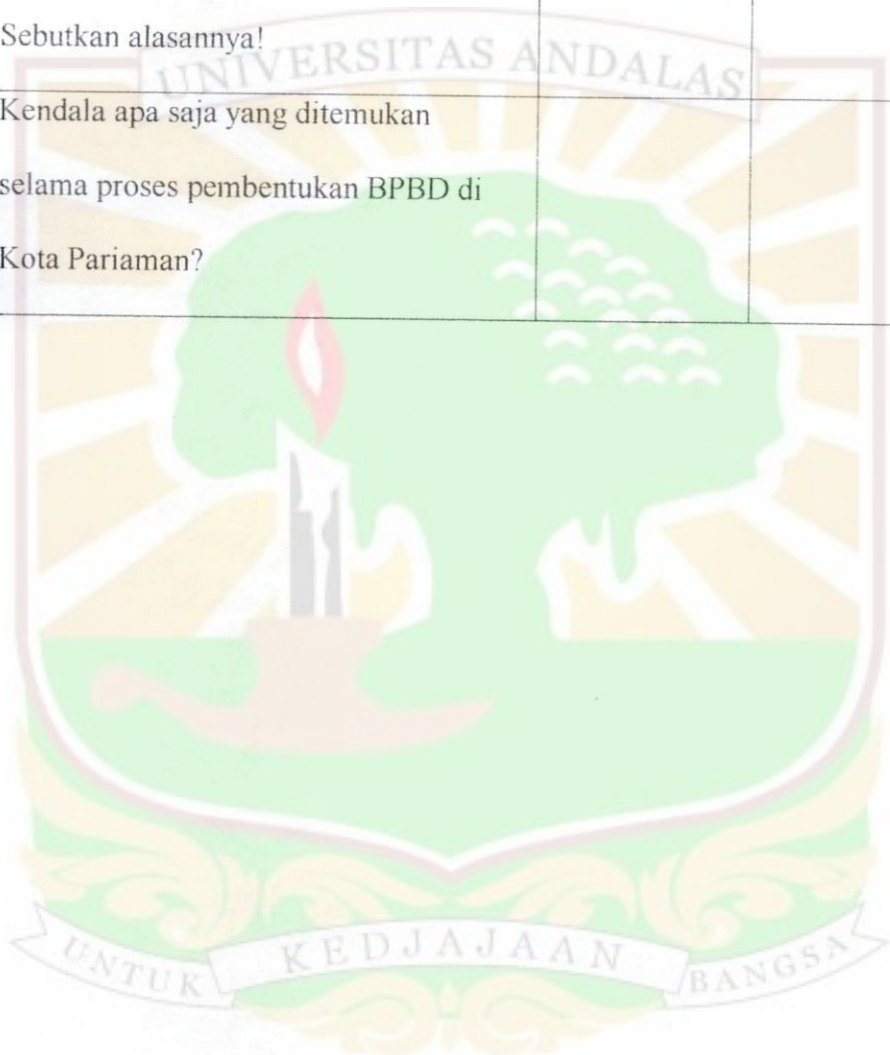 Sebutkan alasannya!
UNIVERSITAS ANDALAS
Kendala apa saja yang ditemukan
selama proses pembentukan BPBD di
Kota Pariaman?
UNTUK KEDJAJAAN BANGSA